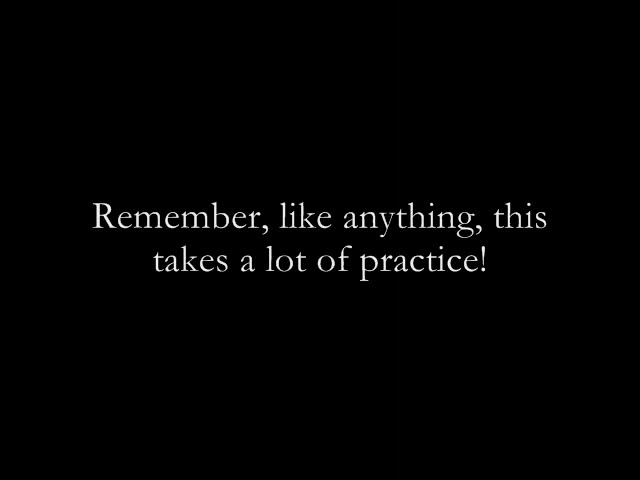 Remember, like anything, this
takes a lot of practice!